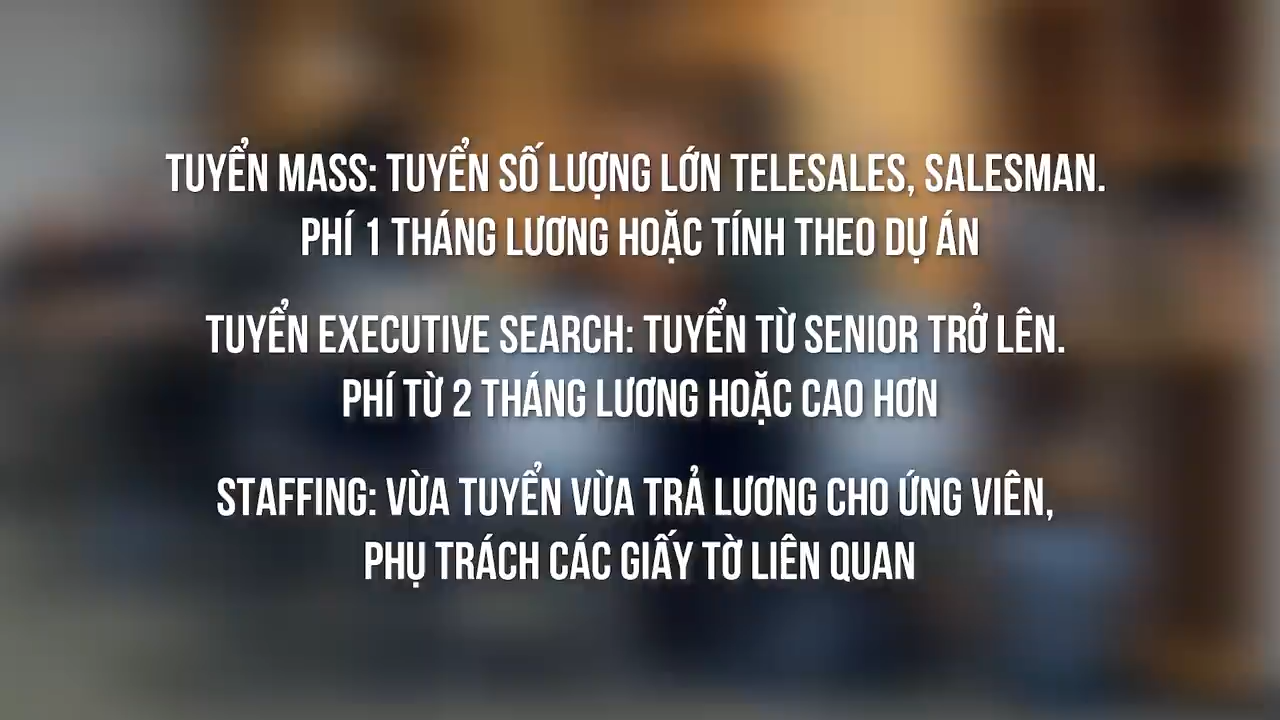 TUYỂN MASS: TUYỂN SỐ LƯỢNG LỚN TELESALES, SALESMAN.
PHÍ 1 THÁNG LƯƠNG HOẶC TÍNH THEO DỰ ÁN
TUYỂN EXECUTIVE SEARCH: TUYỂN TỪ SENIOR TRỞ LÊN.
PHÍ TỪ 2 THÁNG LƯƠNG HOẶC CAO HƠN
STAFFING: VỪA TUYỂN VỪA TRẢ LƯƠNG CHO ỨNG VIÊN,
PHỤ TRÁCH CÁC GIẤY TỜ LIÊN QUAN